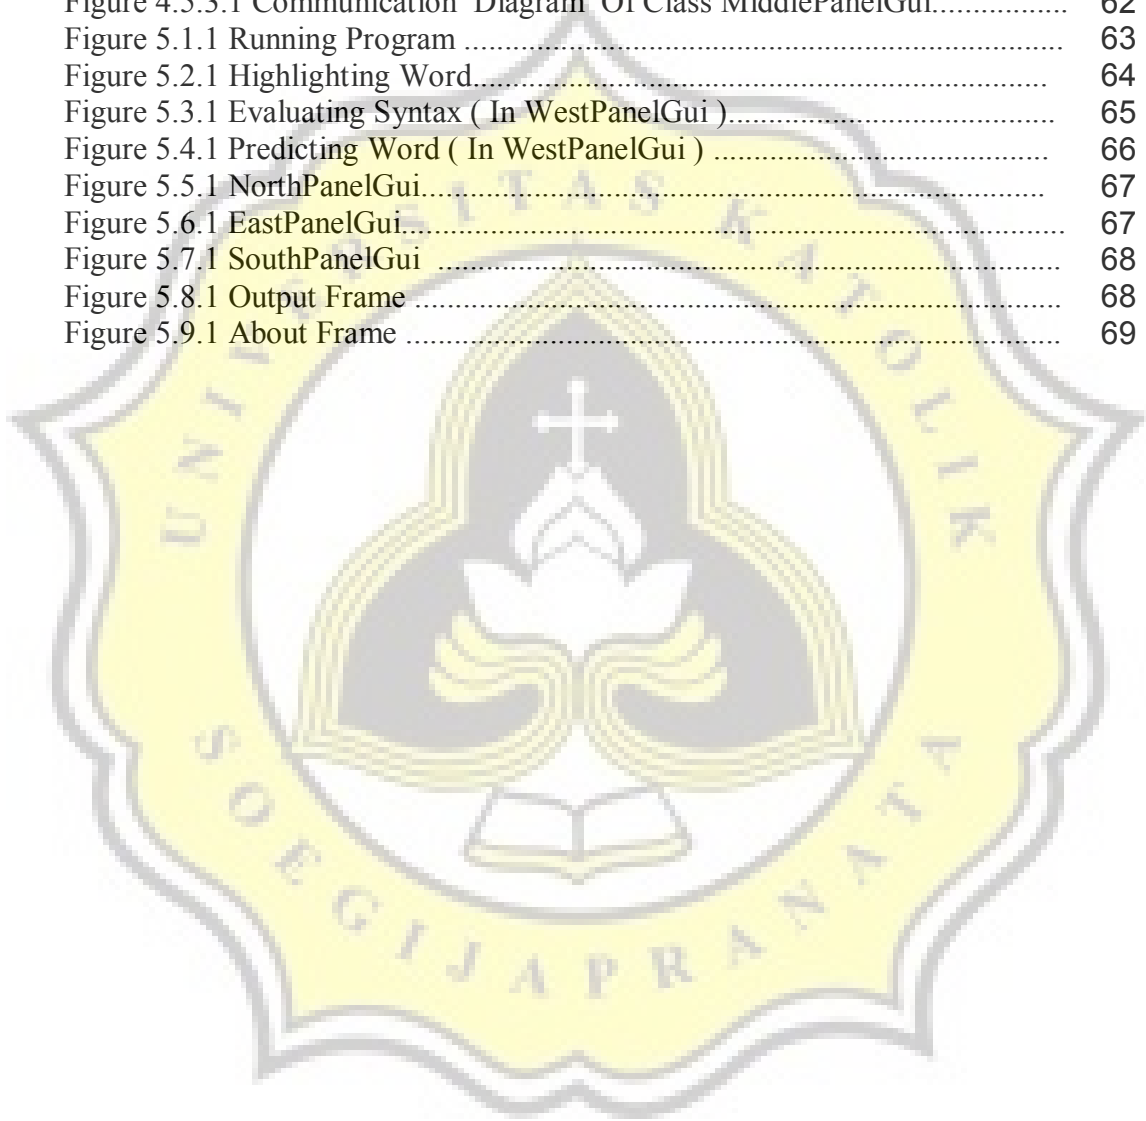 Figure 4.5.3.1 Communication Diagram Of Class MiddlePanelGui................. 62
Figure 5.1.1 Running Program ........................................................................... 63
Figure 5.2.1 Highlighting Word........................................................................ 64
Figure 5.3.1 Evaluating Syntax ( In WestPanelGui )......................................... 65
Figure 5.4.1 Predicting Word ( In WestPanelGui ) .......................................... 66
Figure 5.5.1 NorthPanelGui.............................................................................. 67
Figure 5.6.1 EastPanelGui................................................................................... 67
Figure 5.7.1 SouthPanelGui .............................................................................. 68
Figure 5.8.1 Output Frame ................................................................................. 68
Figure 5.9.1 About Frame .................................................................................. 69
UNIVERSITAS KATOLIK
SOEGIJAPRANATA